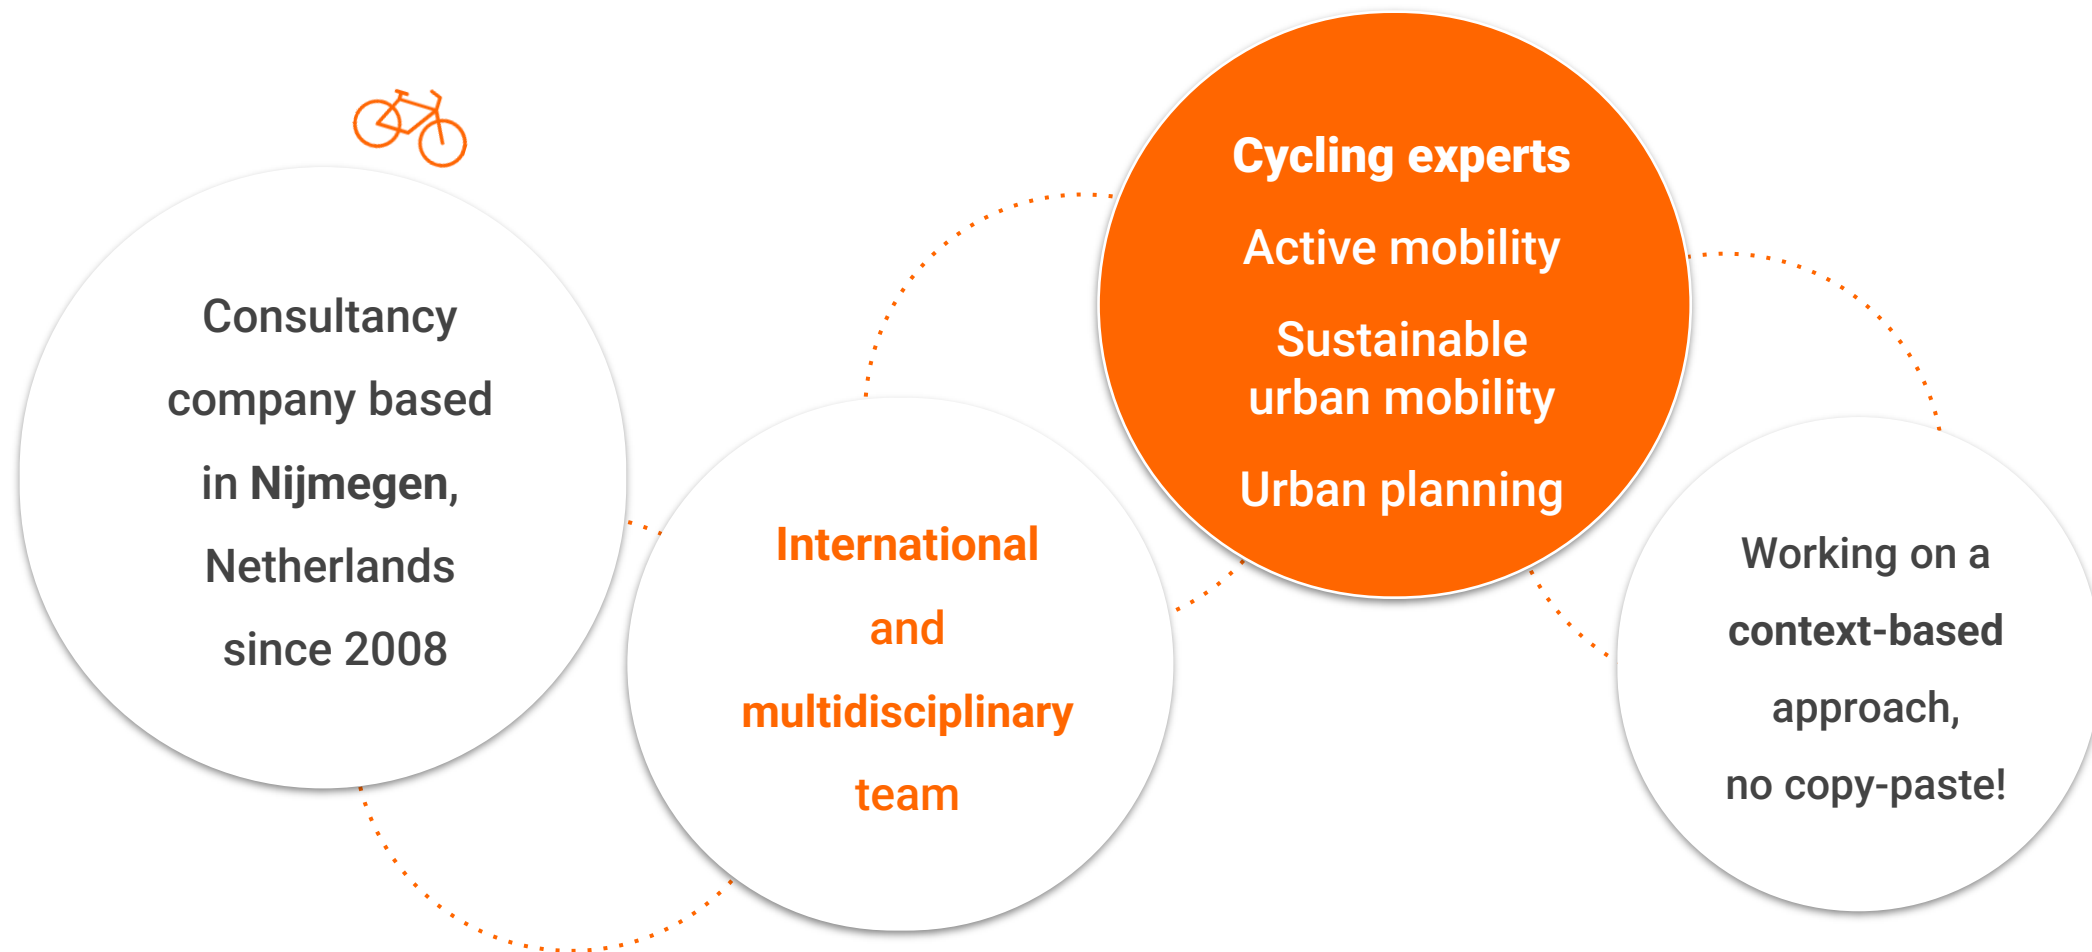 Consultancy
company based
in Nijmegen,
Netherlands
since 2008
International
and
multidisciplinary
team
Cycling experts
Active mobility
Sustainable
urban mobility
Urban planning
Working on a
context-based
approach,
no copy-paste!